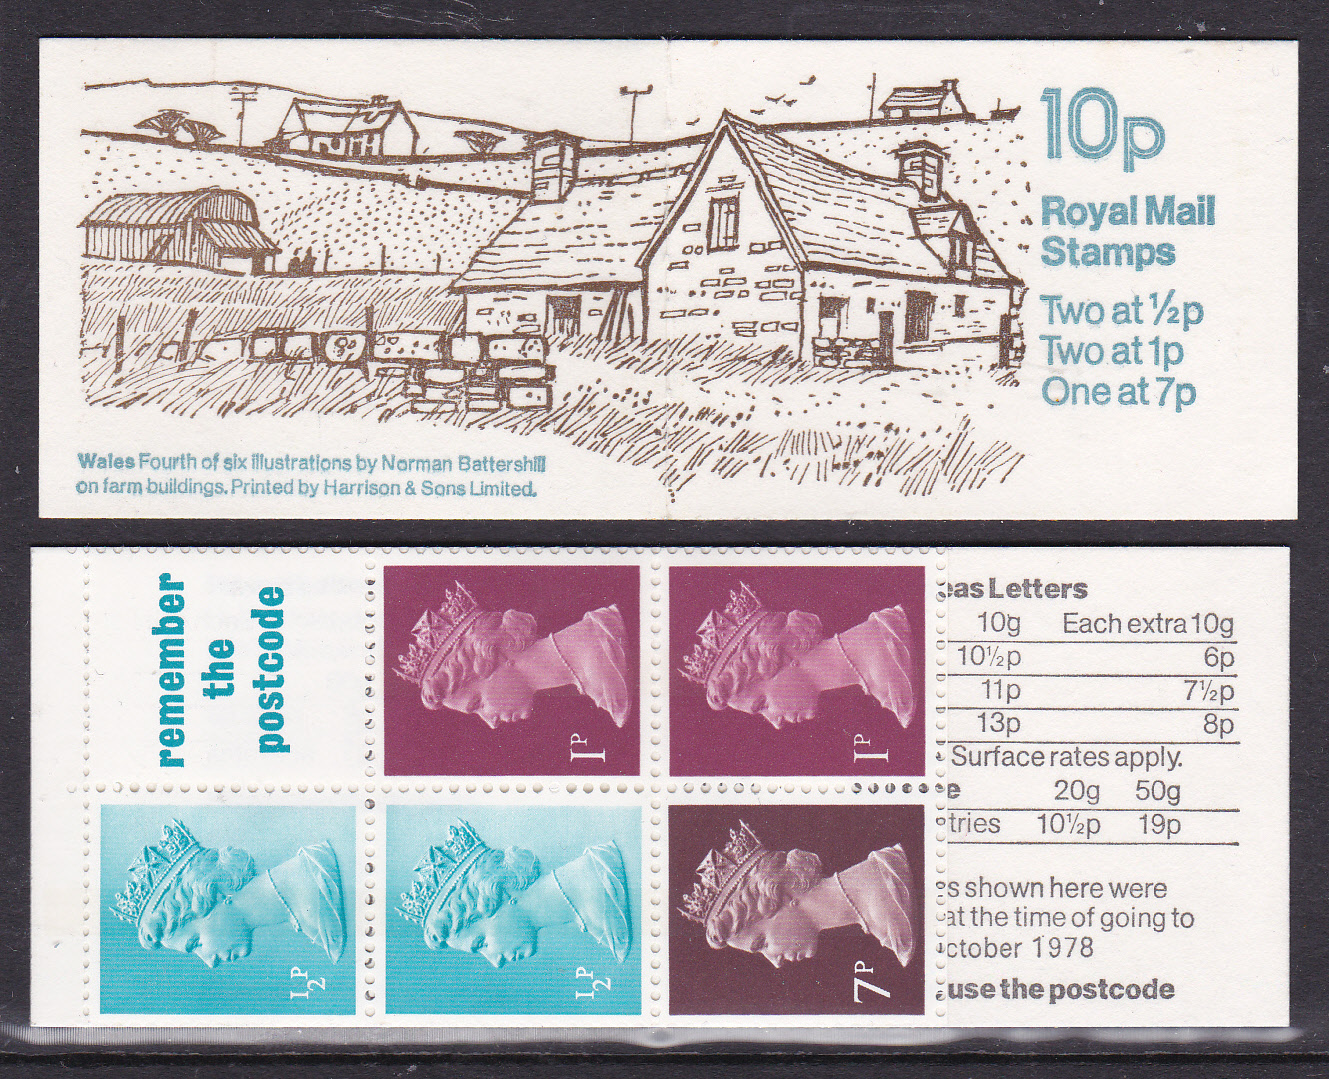 10p
Royal Mail
Stamps
Two at ½p
Two at 1p
One at 7p
Wales Fourth of six illustrations by Norman Battershill
on farm buildings. Printed by Harrison & Sons Limited.
remember
the
postcode
1P
1P
½P
½P
7P
eas Letters
10g Each extra 10g
10½p 6p
11p 7½p
13p 8p
Surface rates apply.
e 20g 50g
tries 10½p 19p
es shown here were
at the time of going to
ctober 1978
use the postcode